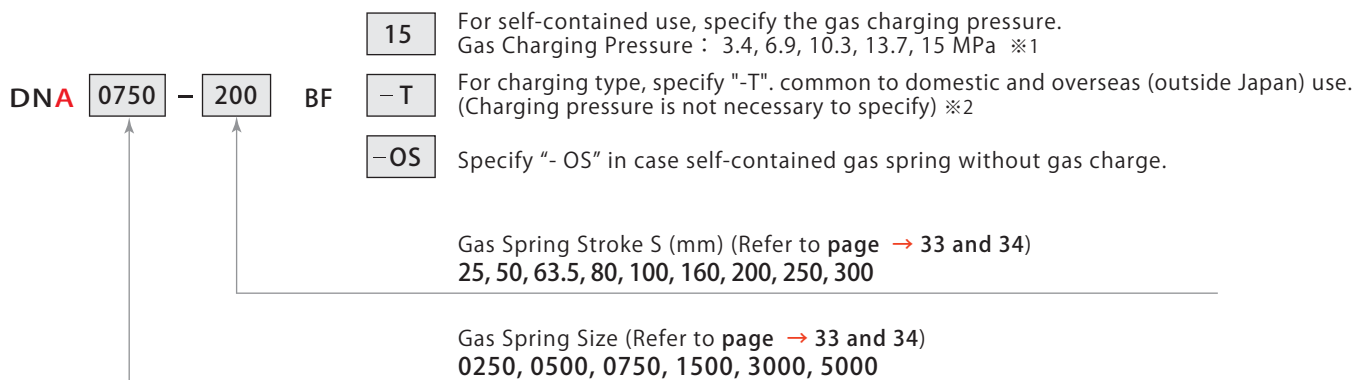 15
For self-contained use, specify the gas charging pressure.
Gas Charging Pressure： 3.4, 6.9, 10.3, 13.7, 15 MPa ※1
DNA 0750 － 200 BF －T
For charging type, specify "-T". common to domestic and overseas (outside Japan) use.
(Charging pressure is not necessary to specify) ※2
－OS Specify “- OS” in case self-contained gas spring without gas charge.
Gas Spring Stroke S (mm) (Refer to page → 33 and 34)
25, 50, 63.5, 80, 100, 160, 200, 250, 300
Gas Spring Size (Refer to page → 33 and 34)
0250, 0500, 0750, 1500, 3000, 5000